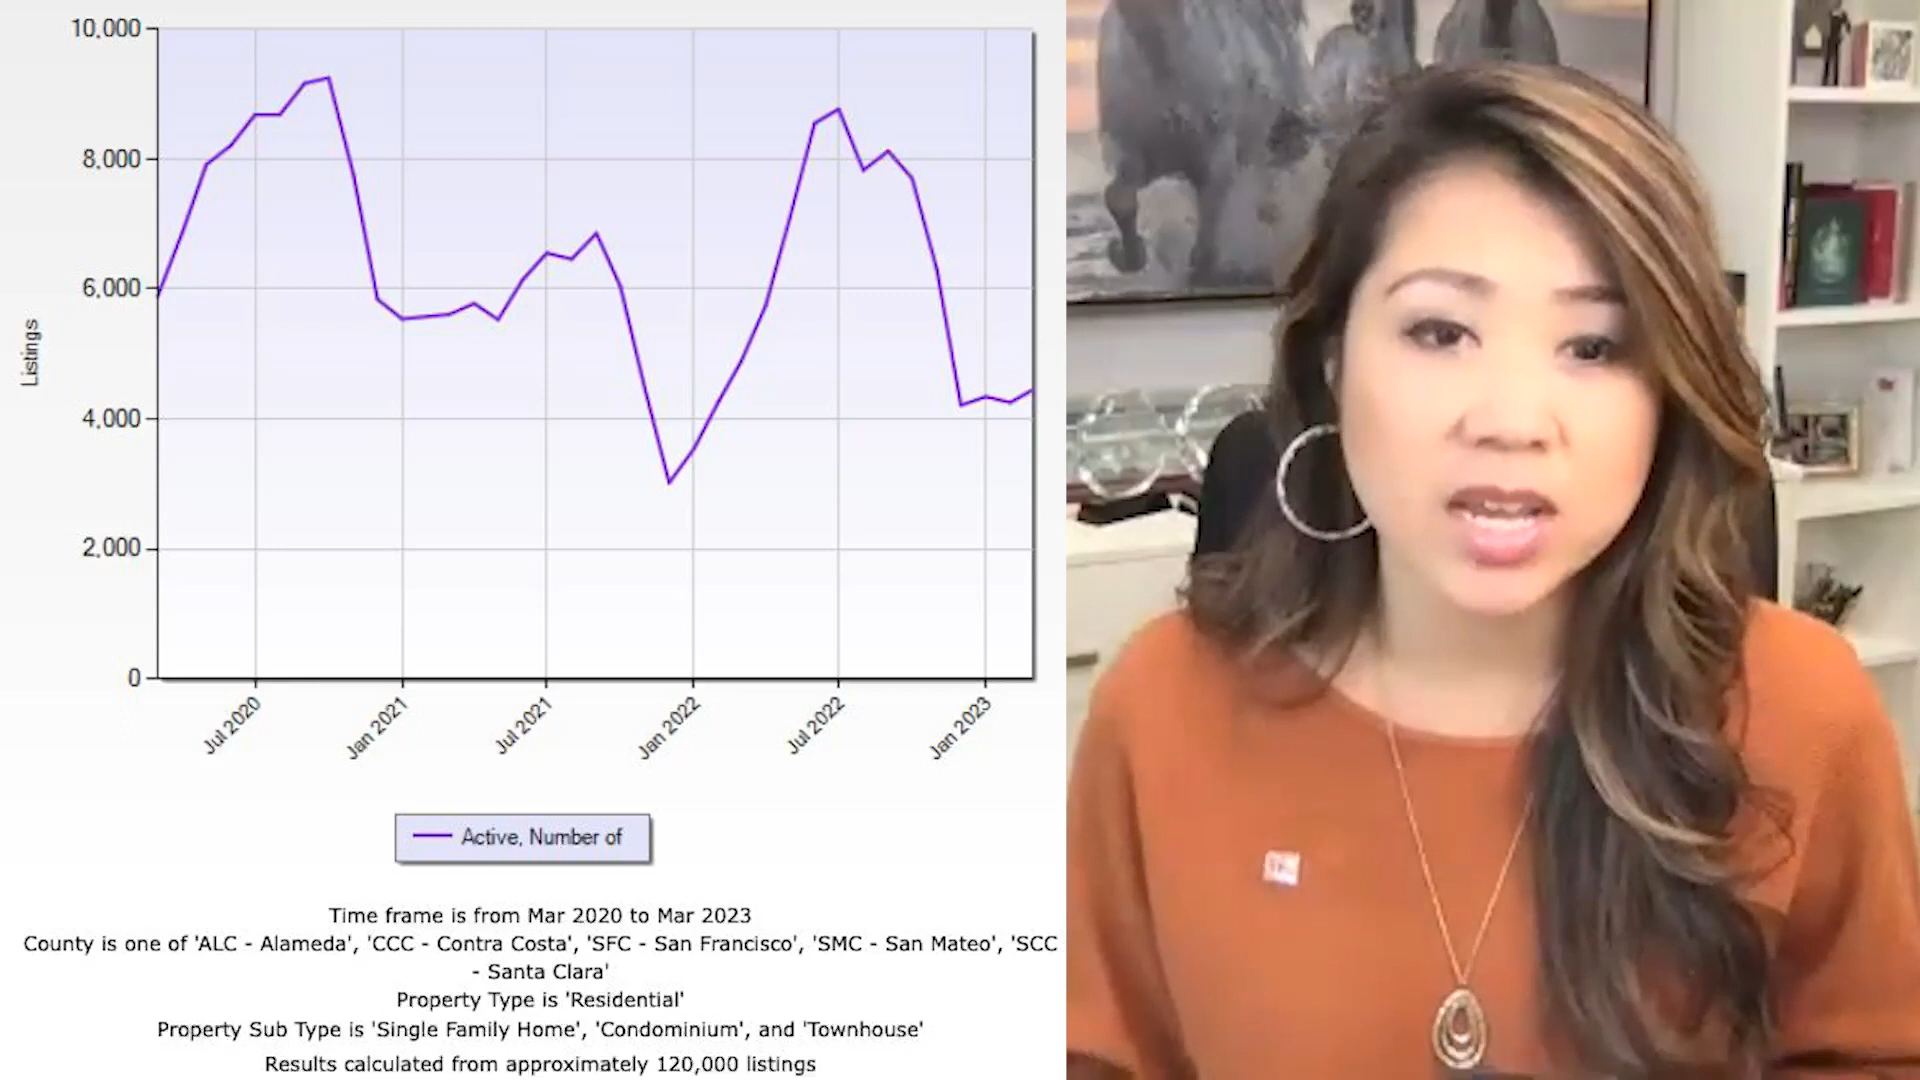 10,000
8,000
6,000
4,000
2,000
0
Listings
Jul 2020
Jan 2021
Jul 2021
Jan 2022
Jul 2022
Jan 2023
Active, Number of
Time frame is from Mar 2020 to Mar 2023
County is one of 'ALC - Alameda', 'CCC - Contra Costa', 'SFC - San Francisco', 'SMC - San Mateo', 'SCC
- Santa Clara'
Property Type is 'Residential'
Property Sub Type is 'Single Family Home', 'Condominium', and 'Townhouse'
Results calculated from approximately 120,000 listings